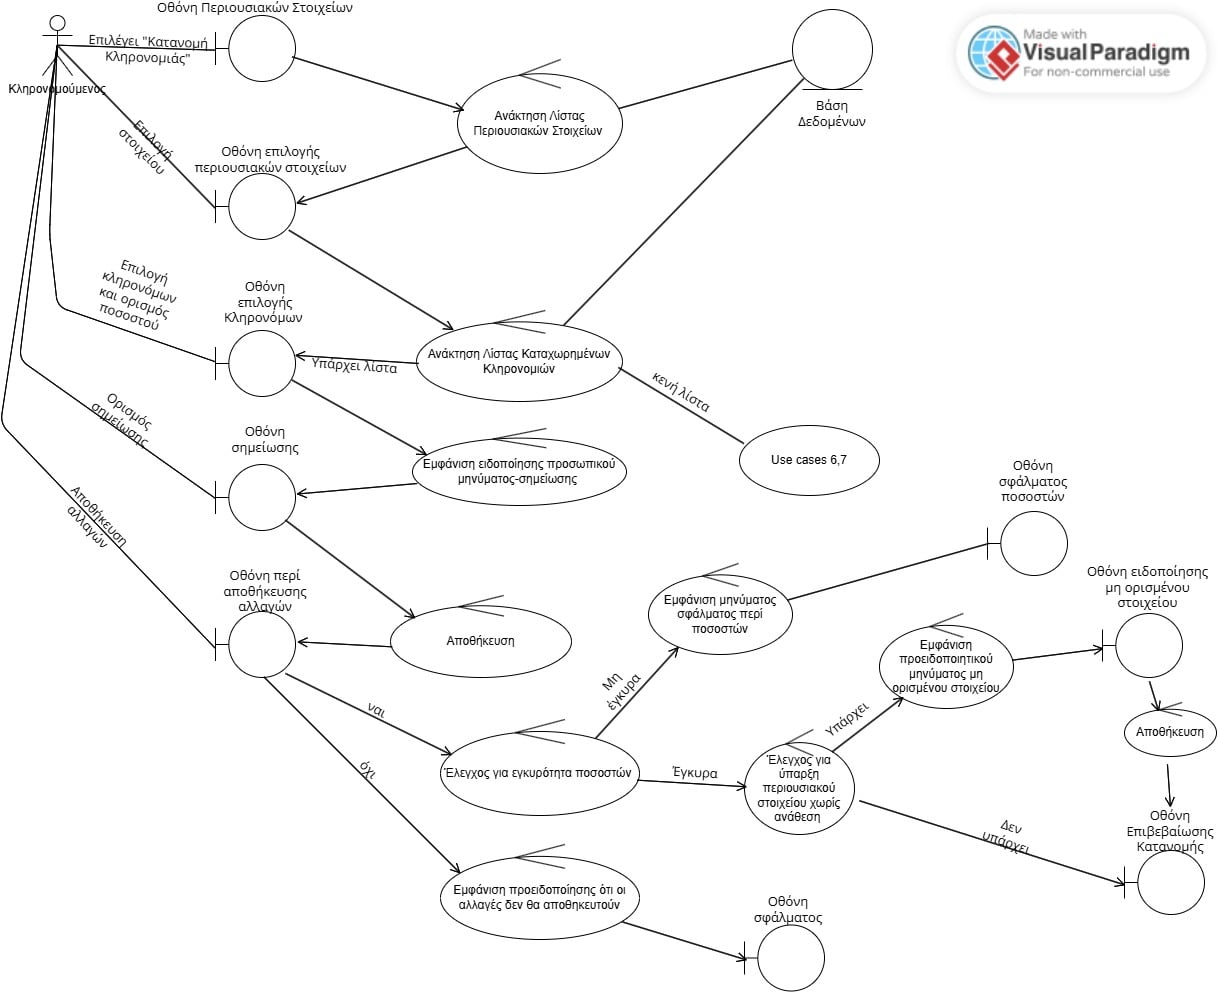 Οθόνη Περιουσιακών Στοιχείων
Επιλέγει "Κατανομή
Κληρονομιάς"
Κληρονομούμενος
Made with
Visual Paradigm
For non-commercial use
Βάση
Δεδομένων
Ανάκτηση Λίστας
Περιουσιακών Στοιχείων
Επιλογή
στοιχείου
Οθόνη επιλογής
περιουσιακών στοιχείων
Επιλογή
κληρονόμων
και ορισμός
ποσοστού
Οθόνη
επιλογής
Κληρονόμων
Ανάκτηση Λίστας Καταχωρημένων
Κληρονομιών
Υπάρχει λίστα
κενή λίστα
Ορισμός
σημείωσης
Οθόνη
σημείωσης
Εμφάνιση ειδοποίησης προσωπικού
μηνύματος-σημείωσης
Use cases 6,7
Οθόνη
σφάλματος
ποσοστών
Αποθήκευση
αλλαγών
Οθόνη περί
αποθήκευσης
αλλαγών
Αποθήκευση
Εμφάνιση μηνύματος
σφάλματος περί
ποσοστών
Οθόνη ειδοποίησης
μη ορισμένου
στοιχείου
Εμφάνιση
προειδοποιητικού
μηνύματος μη
ορισμένου στοιχείου
Μη
έγκυρα
ναι
όχι
Υπάρχει
Αποθήκευση
Έλεγχος για εγκυρότητα ποσοστών
Έγκυρα
Έλεγχος για
ύπαρξη
περιουσιακού
στοιχείου χωρίς
ανάθεση
Δεν
υπάρχει
Οθόνη
Επιβεβαίωσης
Κατανομής
Εμφάνιση προειδοποίησης ότι οι
αλλαγές δεν θα αποθηκευτούν
Οθόνη
σφάλματος